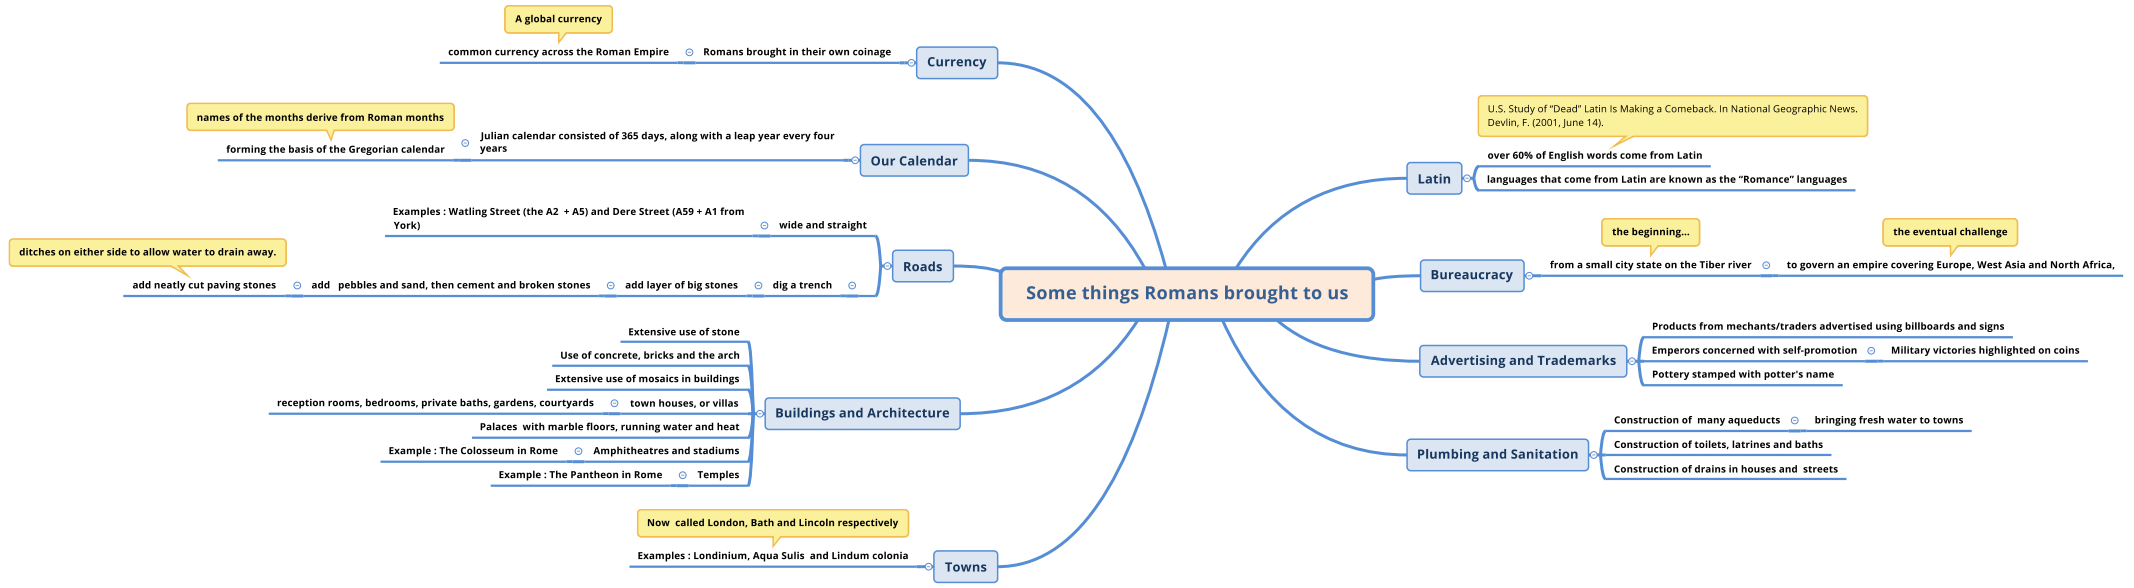 Some things Romans brought to us
A global currency
common currency across the Roman Empire
Romans brought in their own coinage
Currency
names of the months derive from Roman months
forming the basis of the Gregorian calendar
Julian calendar consisted of 365 days, along with a leap year every four
years
Our Calendar
Examples : Watling Street (the A2  + A5) and Dere Street (A59 + A1 from
York)
wide and straight
ditches on either side to allow water to drain away.
add neatly cut paving stones
add   pebbles and sand, then cement and broken stones
add layer of big stones
dig a trench
Roads
Extensive use of stone
Use of concrete, bricks and the arch
Extensive use of mosaics in buildings
reception rooms, bedrooms, private baths, gardens, courtyards
town houses, or villas
Palaces  with marble floors, running water and heat
Example : The Colosseum in Rome
Amphitheatres and stadiums
Example : The Pantheon in Rome
Temples
Buildings and Architecture
Now  called London, Bath and Lincoln respectively
Examples : Londinium, Aqua Sulis  and Lindum colonia
Towns
U.S. Study of “Dead” Latin Is Making a Comeback. In National Geographic News.
Devlin, F. (2001, June 14).
Latin
over 60% of English words come from Latin
languages that come from Latin are known as the “Romance” languages
the beginning...
the eventual challenge
Bureaucracy
from a small city state on the Tiber river
to govern an empire covering Europe, West Asia and North Africa,
Advertising and Trademarks
Products from mechants/traders advertised using billboards and signs
Emperors concerned with self-promotion
Military victories highlighted on coins
Pottery stamped with potter's name
Plumbing and Sanitation
Construction of  many aqueducts
bringing fresh water to towns
Construction of toilets, latrines and baths
Construction of drains in houses and  streets